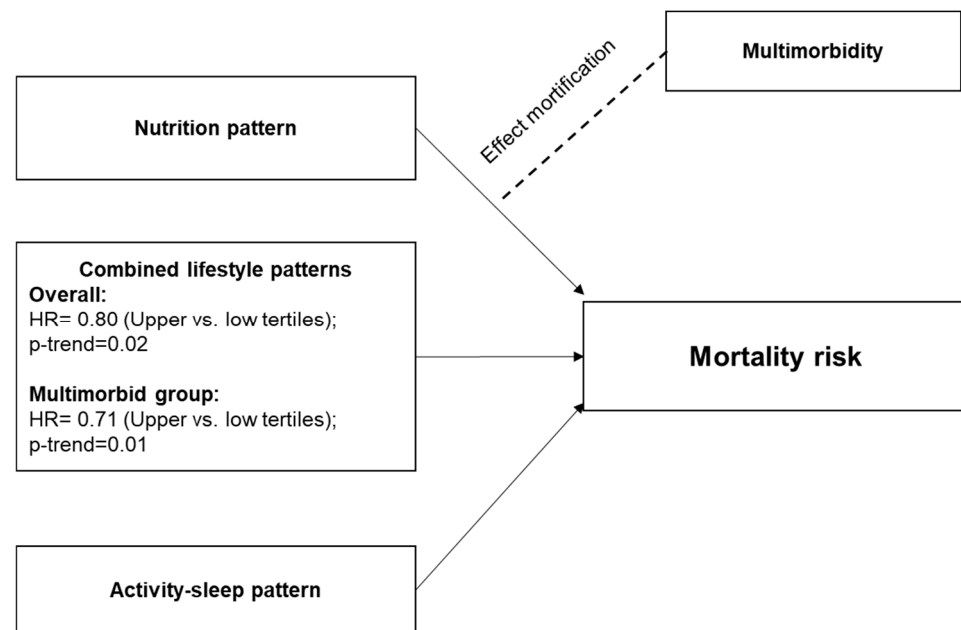 Multimorbidity
Effect mortification
Nutrition pattern
Combined lifestyle patterns
Overall:
HR= 0.80 (Upper vs. low tertiles);
p-trend=0.02
Multimorbid group:
HR= 0.71 (Upper vs. low tertiles);
p-trend=0.01
Mortality risk
Activity-sleep pattern